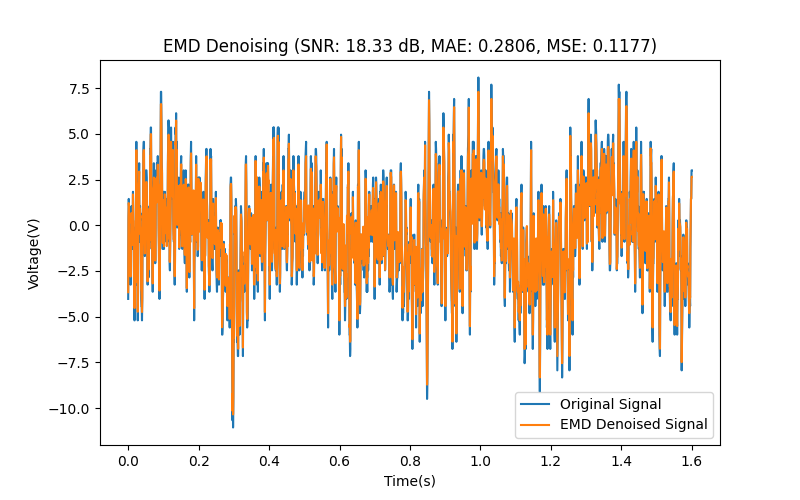 EMD Denoising (SNR: 18.33 dB, MAE: 0.2806, MSE: 0.1177)
7.5
5.0
2.5
0.0
−2.5
−5.0
−7.5
−10.0
Voltage(V)
Original Signal
EMD Denoised Signal
0.0 0.2 0.4 0.6 0.8 1.0 1.2 1.4 1.6
Time(s)